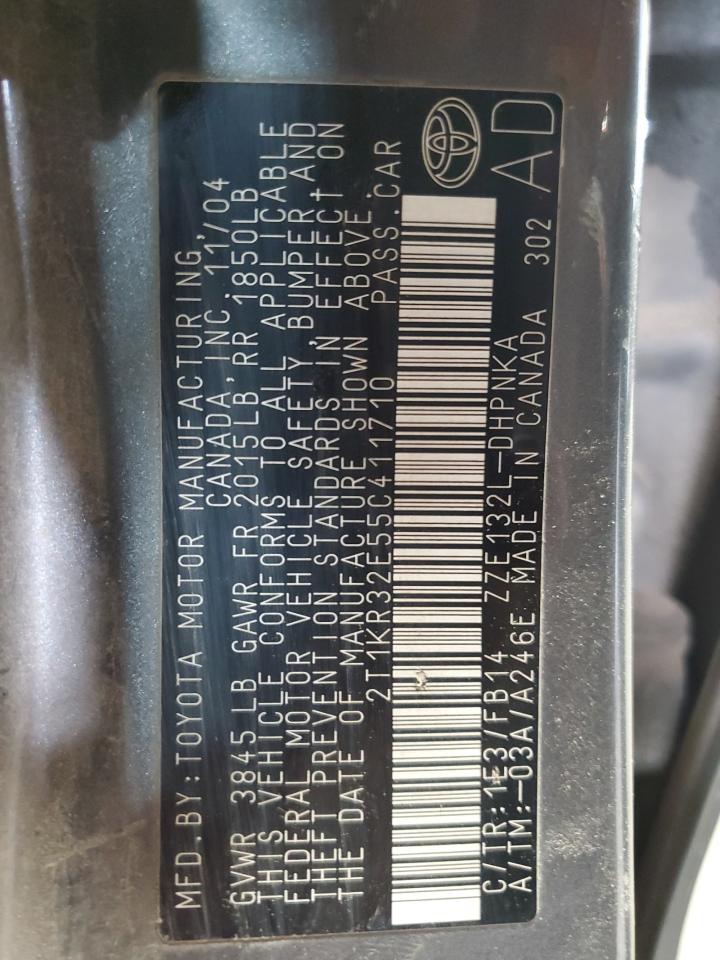 MFD.BY:TOYOTA MOTOR MANUFACTURING
CANADA, INC. 11/04
GVWR 3845 LB GAWR FR 2015LB, RR 1850LB
THIS VEHICLE CONFORMS TO ALL APPLICABLE
FEDERAL MOTOR VEHICLE SAFETY, BUMPER AND
THEFT PREVENTION STANDARDS IN EFFECT ON
THE DATE OF MANUFACTURE SHOWN ABOVE.
2T1KR32E55C411710 PASS.CAR
C/TR:1E3/FB14 ZZE132L-DHPNKA
A/TM:-03A/A246E MADE IN CANADA 302
AD